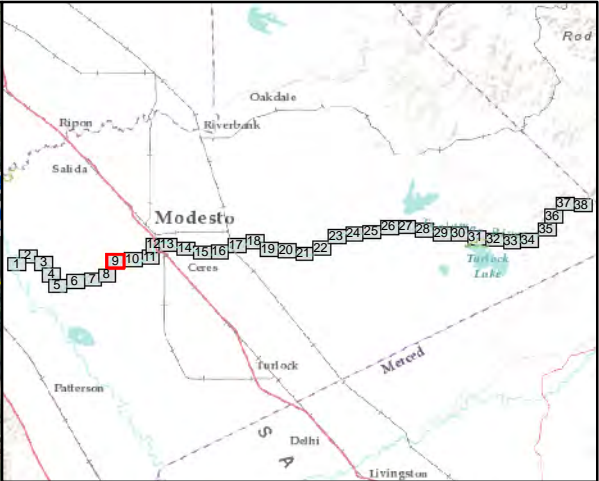 Rod
Oakdale
Ripon
Riverbank
Salida
Modesto
37 38
36
35
12 13 14 15 16 17 18 19 20 21 22 23 24 25 26 27 28 29 30 31 32 33 34
1 2 3 4 5 6 7 8 9 10 11
Ceres
Turlock
Lake
Turlock
Merced
Patterson
S A
Delhi
Livingston